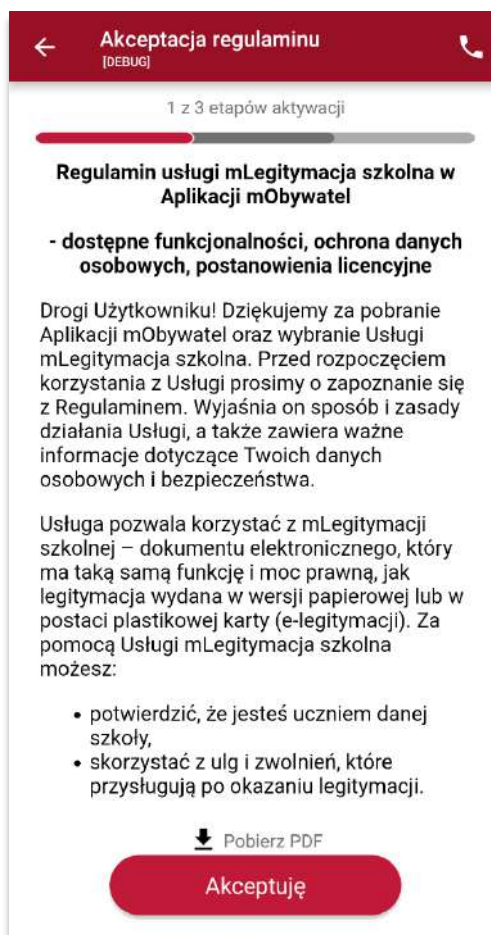 Akceptacja regulaminu
[DEBUG]
1 z 3 etapów aktywacji
Regulamin usługi mLegitymacja szkolna w
Aplikacji mObywatel
- dostępne funkcjonalności, ochrona danych
osobowych, postanowienia licencyjne
Drogi Użytkowniku! Dziękujemy za pobranie
Aplikacji mObywatel oraz wybranie Usługi
mLegitymacja szkolna. Przed rozpoczęciem
korzystania z Usługi prosimy o zapoznanie się
z Regulaminem. Wyjaśnia on sposób i zasady
działania Usługi, a także zawiera ważne
informacje dotyczące Twoich danych
osobowych i bezpieczeństwa.
Usługa pozwala korzystać z mLegitymacji
szkolnej – dokumentu elektronicznego, który
ma taką samą funkcję i moc prawną, jak
legitymacja wydana w wersji papierowej lub w
postaci plastikowej karty (e-legitymacji). Za
pomocą Usługi mLegitymacja szkolna
możesz:
• potwierdzić, że jesteś uczniem danej
szkoły,
• skorzystać z ulg i zwolnień, które
przysługują po okazaniu legitymacji.
Pobierz PDF
Akceptuję